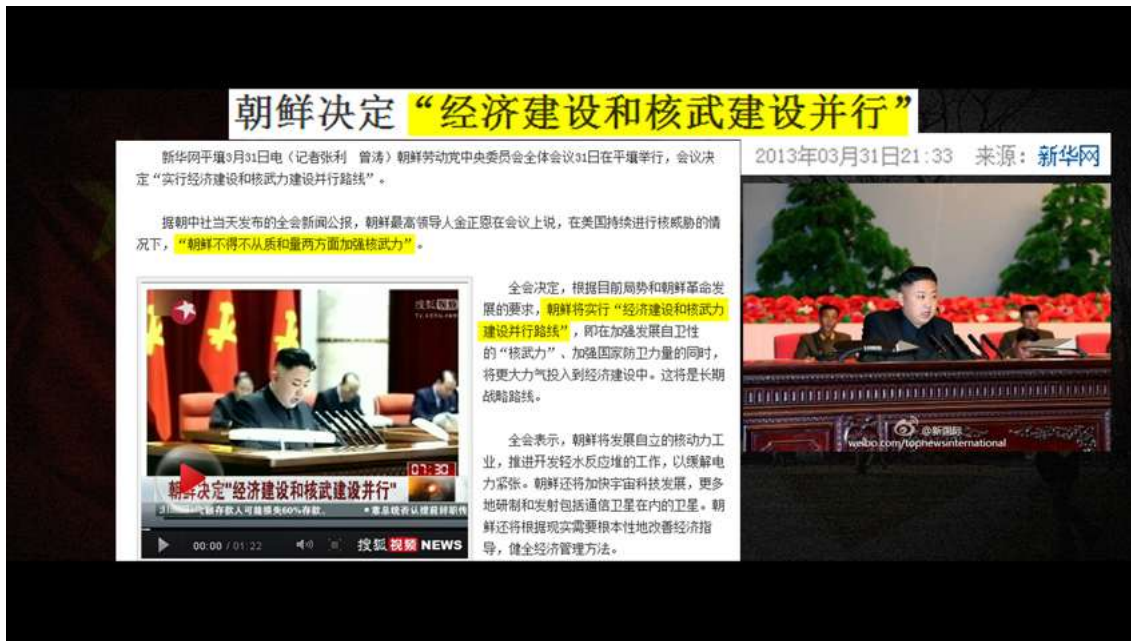 朝鲜决定“经济建设和核武建设并行”
2013年03月31日21:33 来源：新华网
新华网平壤3月31日电（记者张利 曾涛）朝鲜劳动党中央委员会全体会议31日在平壤举行，会议决
定“实行经济建设和核武力建设并行路线”。
据朝中社当天发布的全会新闻公报，朝鲜最高领导人金正恩在会议上说，在美国持续进行核威胁的情
况下，“朝鲜不得不从质和量两方面加强核武力”。
全会决定，根据目前局势和朝鲜革命发
展的要求，朝鲜将实行“经济建设和核武力
建设并行路线”，即在加强发展自卫性
的“核武力”、加强国家防卫力量的同时，
将更大力气投入到经济建设中。这将是长期
战略路线。
全会表示，朝鲜将发展自立的核动力工
业，推进开发轻水反应堆的工作，以缓解电
力紧张。朝鲜还将加快宇宙科技发展，更多
地研制和发射包括通信卫星在内的卫星。朝
鲜还将根据现实需要根本性地改善经济指
导，健全经济管理方法。
搜狐视频
07:30
朝鲜决定"经济建设和核武建设并行"
存款人可能损失60%存款。
00:00 / 01:22
搜狐视频 NEWS
@新国际
weibo.com/topnewsinternational